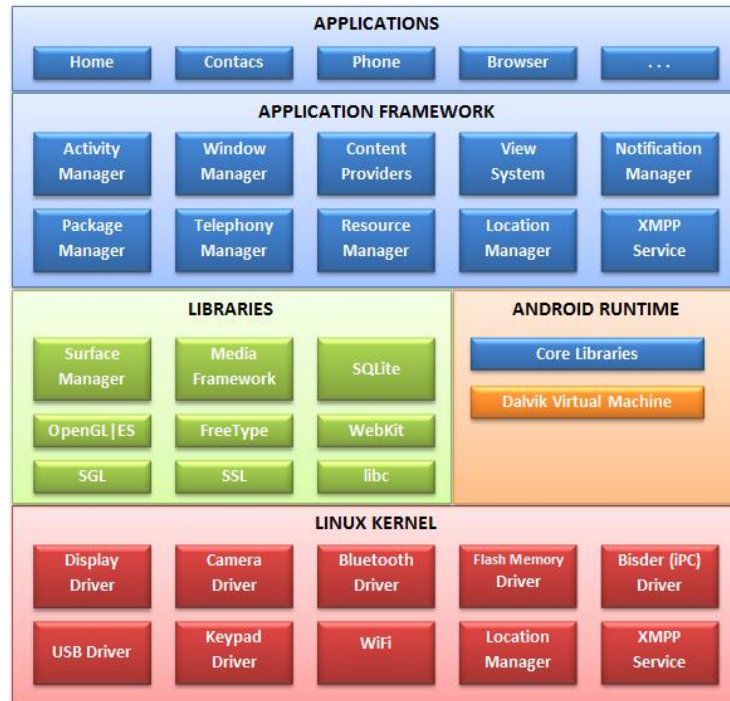 APPLICATIONS
Home
Contacs
Phone
Browser
. . .
APPLICATION FRAMEWORK
Activity
Manager
Window
Manager
Content
Providers
View
System
Notification
Manager
Package
Manager
Telephony
Manager
Resource
Manager
Location
Manager
XMPP
Service
LIBRARIES
Surface
Manager
Media
Framework
SQLite
OpenGL|ES
FreeType
WebKit
SGL
SSL
libc
ANDROID RUNTIME
Core Libraries
Dalvik Virtual Machine
LINUX KERNEL
Display
Driver
Camera
Driver
Bluetooth
Driver
Flash Memory
Driver
Bisder (iPC)
Driver
USB Driver
Keypad
Driver
WiFi
Location
Manager
XMPP
Service